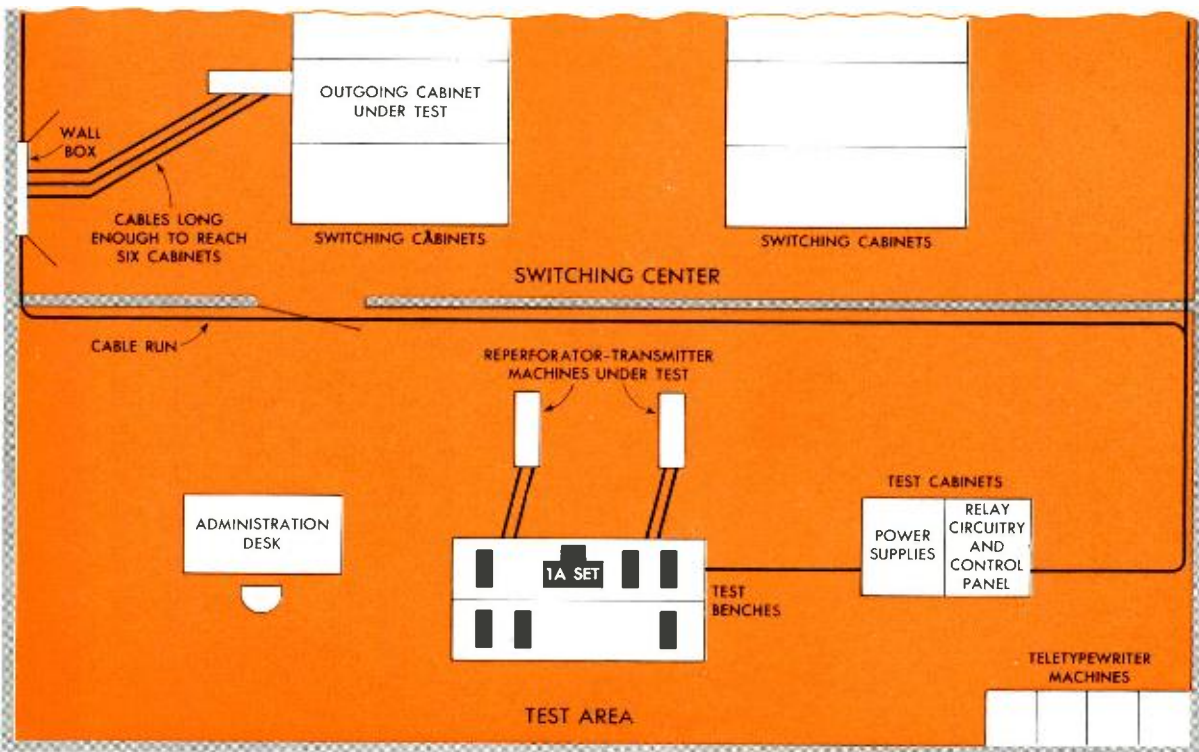 OUTGOING CABINET
UNDER TEST
WALL
BOX
CABLES LONG
ENOUGH TO REACH
SIX CABINETS
SWITCHING CABINETS
SWITCHING CABINETS
SWITCHING CENTER
CABLE RUN
REPERFORATOR-TRANSMITTER
MACHINES UNDER TEST
ADMINISTRATION
DESK
1A SET
TEST
BENCHES
TEST CABINETS
POWER
SUPPLIES
RELAY
CIRCUITRY
AND
CONTROL
PANEL
TELETYPEWRITER
MACHINES
TEST AREA